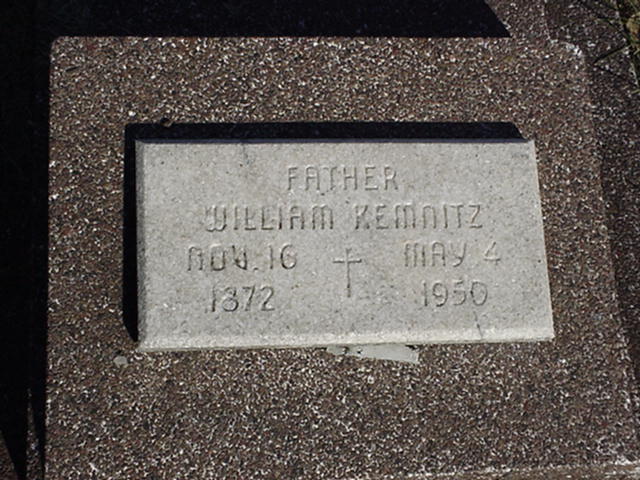 FATHER
WILLIAM KEMNITZ
NOV. 16 MAY 4
1872 1950